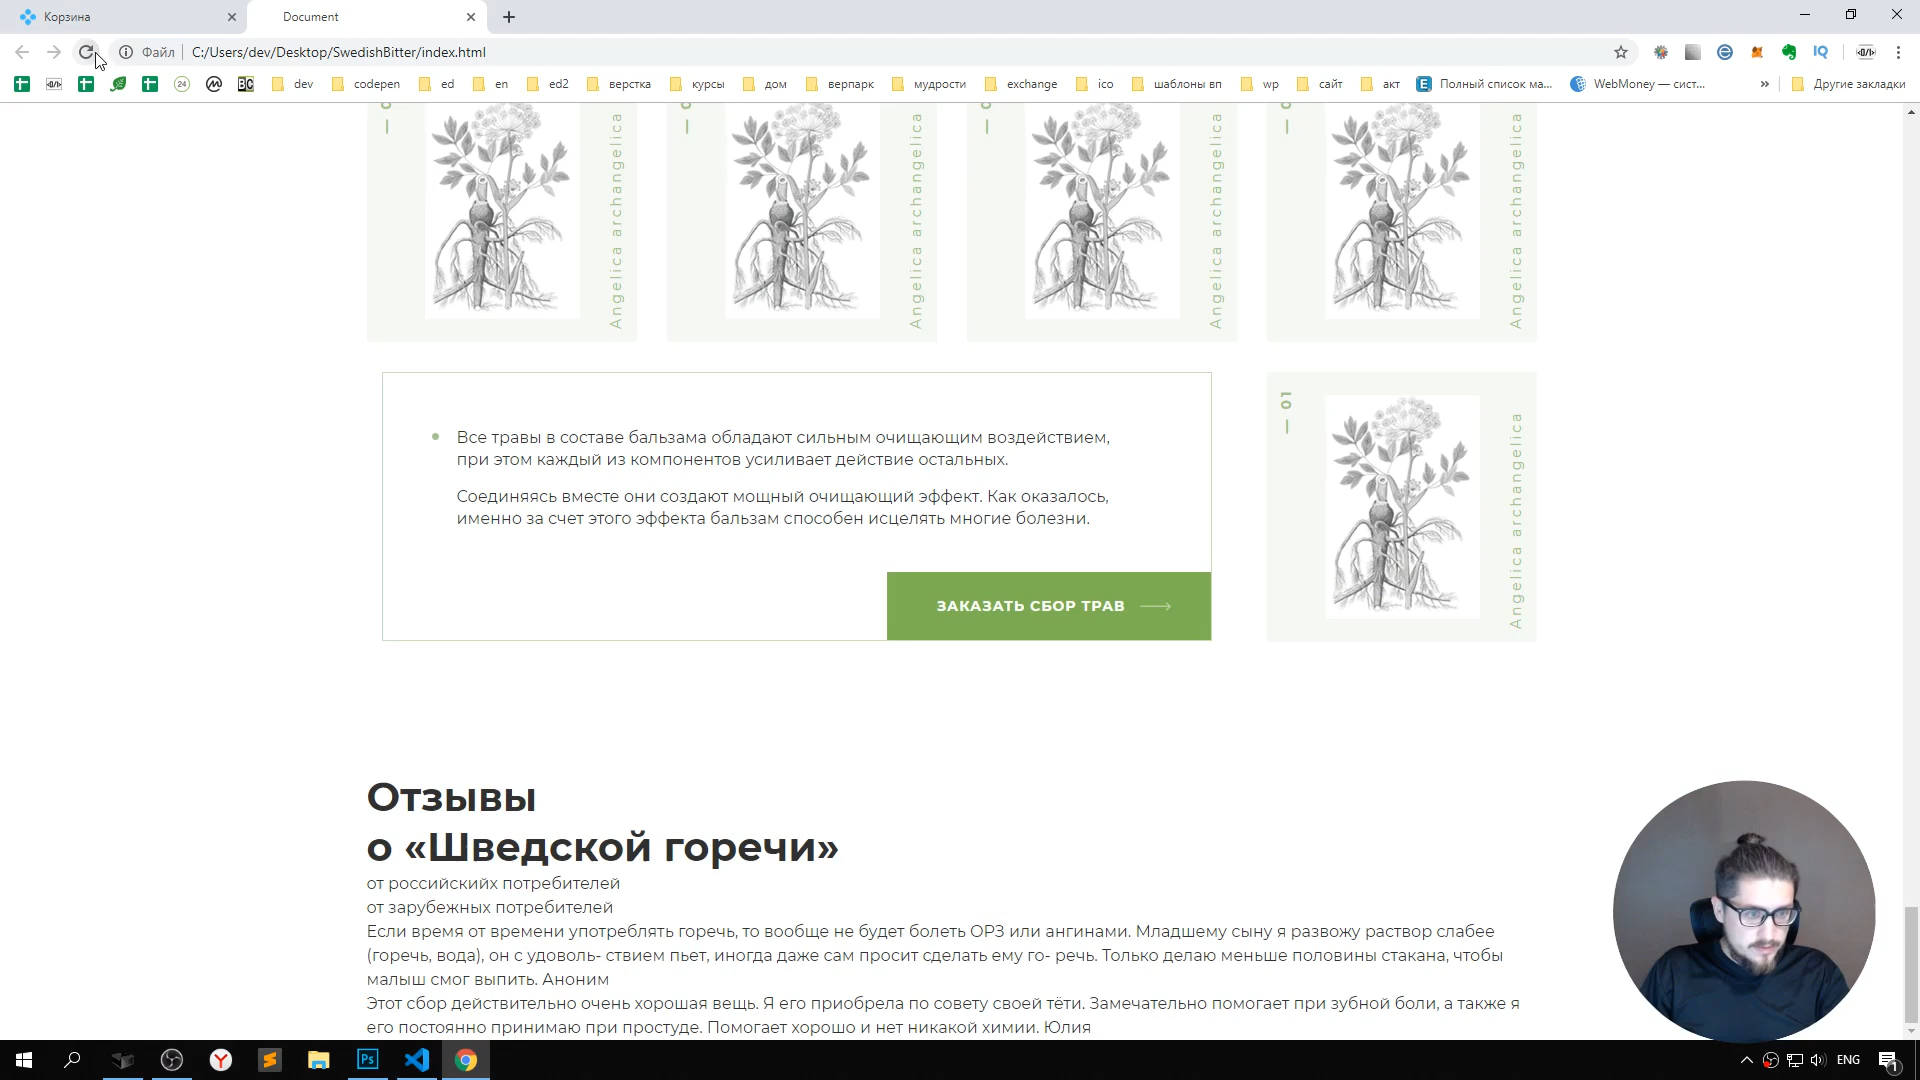 Корзина
Document
Файл
C:/Users/dev/Desktop/SwedishBitter/index.html
24
BC
dev
codepen
ed
en
ed2
верстка
курсы
дом
верпарк
мудрости
exchange
ico
шаблоны вп
wp
сайт
акт
Полный список ма...
WebMoney — сист...
»
Другие закладки
IQ
Angelica archangelica
Angelica archangelica
Angelica archangelica
Angelica archangelica
— 01
Angelica archangelica
Все травы в составе бальзама обладают сильным очищающим воздействием,
при этом каждый из компонентов усиливает действие остальных.
Соединяясь вместе они создают мощный очищающий эффект. Как оказалось,
именно за счет этого эффекта бальзам способен исцелять многие болезни.
ЗАКАЗАТЬ СБОР ТРАВ
Отзывы
о «Шведской горечи»
от российскийх потребителей
от зарубежных потребителей
Если время от времени употреблять горечь, то вообще не будет болеть ОРЗ или ангинами. Младшему сыну я развожу раствор слабее
(горечь, вода), он с удоволь- ствием пьет, иногда даже сам просит сделать ему го- речь. Только делаю меньше половины стакана, чтобы
малыш смог выпить. Аноним
Этот сбор действительно очень хорошая вещь. Я его приобрела по совету своей тёти. Замечательно помогает при зубной боли, а также я
его постоянно принимаю при простуде. Помогает хорошо и нет никакой химии. Юлия
Ps
ENG
1